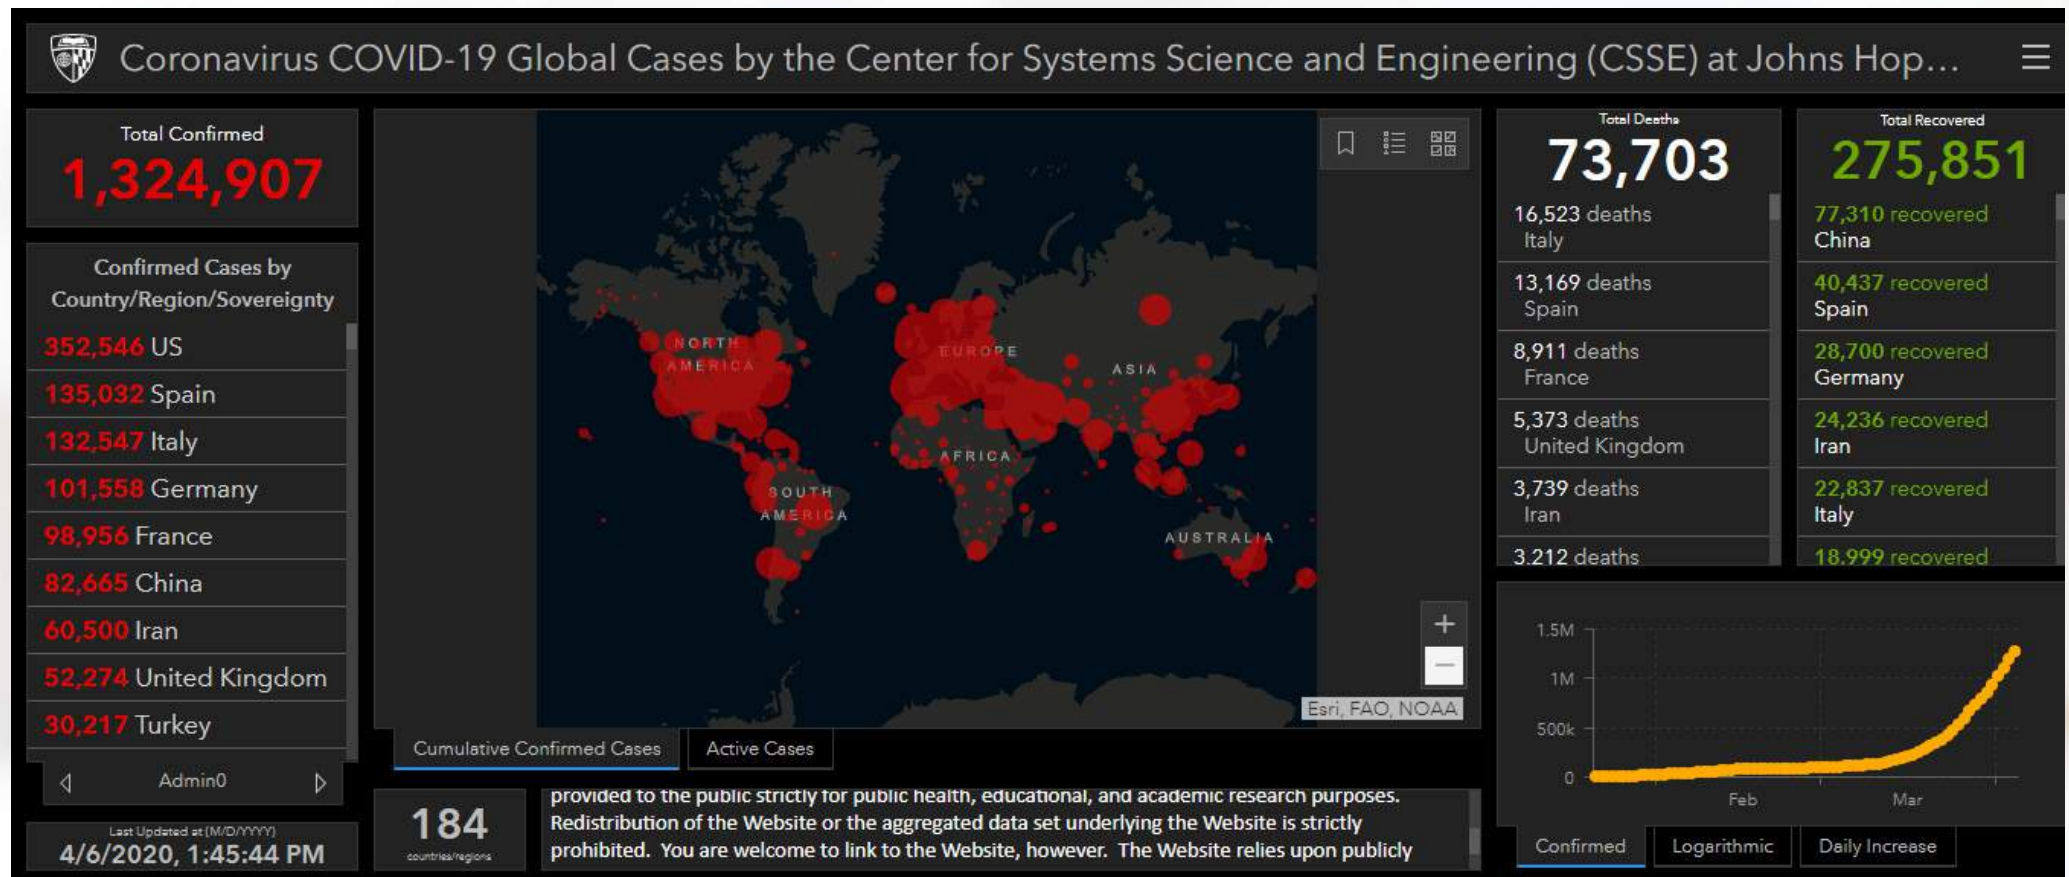 Coronavirus COVID-19 Global Cases by the Center for Systems Science and Engineering (CSSE) at Johns Hop...
Total Confirmed
1,324,907
Confirmed Cases by
Country/Region/Sovereignty
352,546 US
135,032 Spain
132,547 Italy
101,558 Germany
98,956 France
82,665 China
60,500 Iran
52,274 United Kingdom
30,217 Turkey
Admin0
Last Updated at (M/D/YYYY)
4/6/2020, 1:45:44 PM
NORTH
AMERICA
SOUTH
AMERICA
EUROPE
AFRICA
ASIA
AUSTRALIA
Esri, FAO, NOAA
Cumulative Confirmed Cases
Active Cases
184
countries/regions
provided to the public strictly for public health, educational, and academic research purposes.
Redistribution of the Website or the aggregated data set underlying the Website is strictly
prohibited.  You are welcome to link to the Website, however.  The Website relies upon publicly
Total Deaths
73,703
16,523 deaths
Italy
13,169 deaths
Spain
8,911 deaths
France
5,373 deaths
United Kingdom
3,739 deaths
Iran
3,212 deaths
Total Recovered
275,851
77,310 recovered
China
40,437 recovered
Spain
28,700 recovered
Germany
24,236 recovered
Iran
22,837 recovered
Italy
18,999 recovered
1.5M
1M
500k
0
Feb
Mar
Confirmed
Logarithmic
Daily Increase